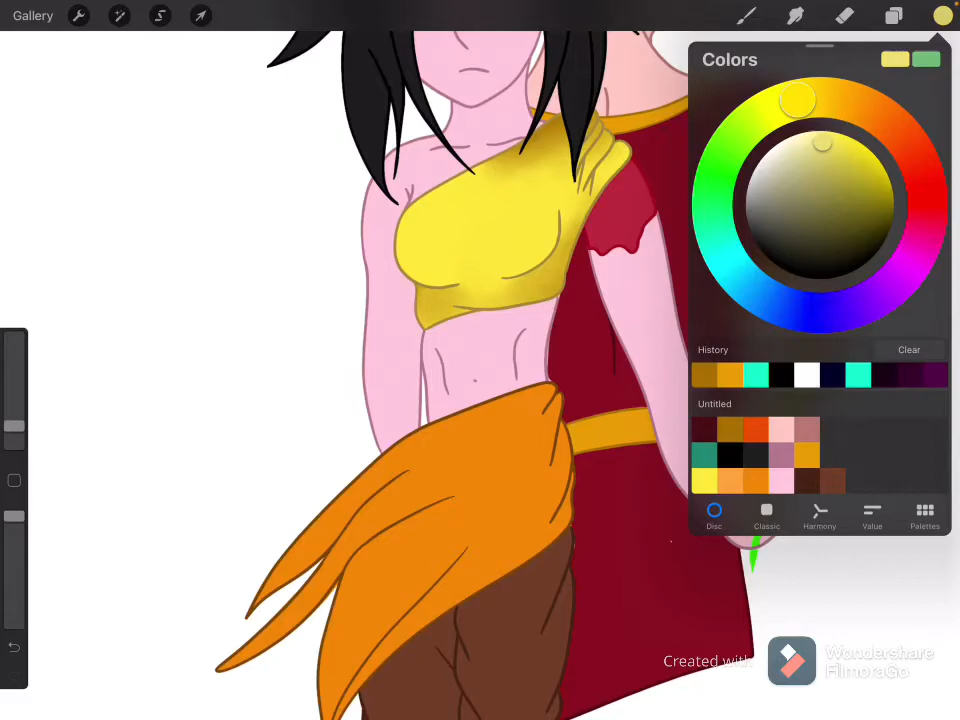 Gallery
Colors
History
Clear
Untitled
Disc
Classic
Harmony
Value
Palettes
Created with
Wondershare
FilmoraGo